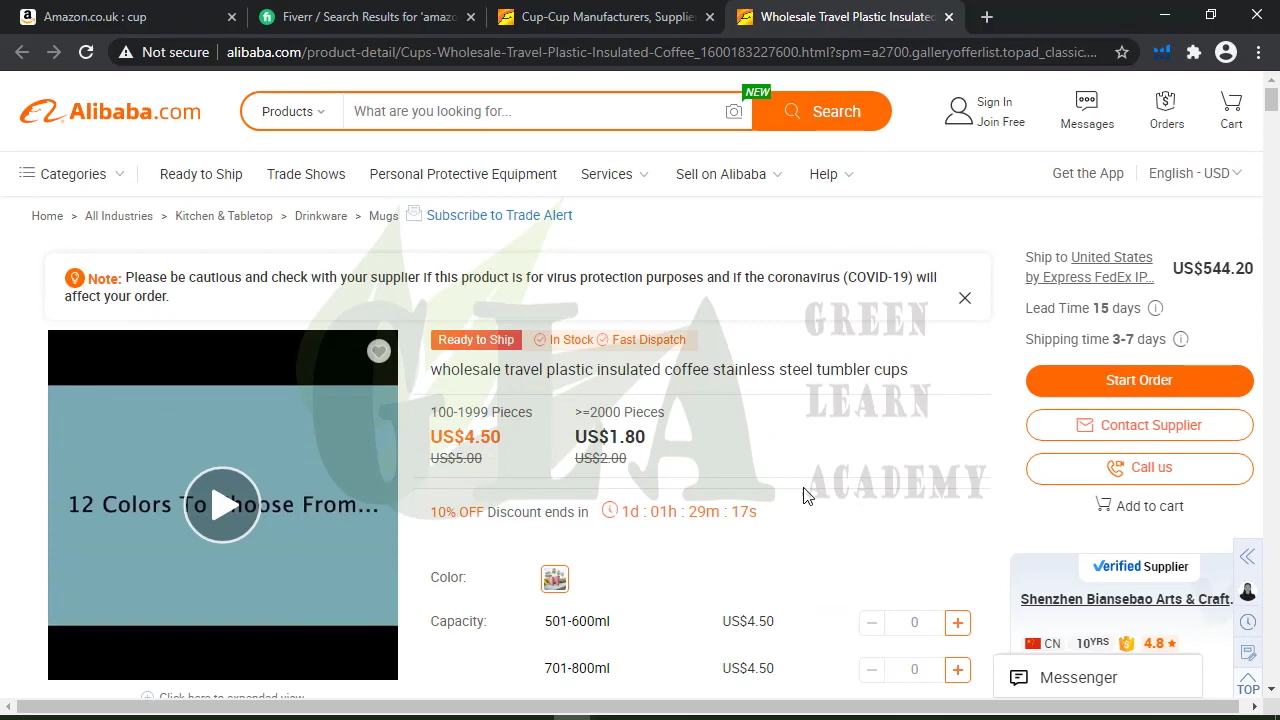 Amazon.co.uk : cup
Fiverr / Search Results for 'amazo
Cup-Cup Manufacturers, Supplie
Wholesale Travel Plastic Insulated
Not secure
alibaba.com/product-detail/Cups-Wholesale-Travel-Plastic-Insulated-Coffee_1600183227600.html?spm=a2700.galleryofferlist.topad_classic....
Alibaba.com
Products
What are you looking for...
NEW
Search
Sign In
Join Free
Messages
Orders
Cart
Categories
Ready to Ship
Trade Shows
Personal Protective Equipment
Services
Sell on Alibaba
Help
Get the App
English - USD
Home > All Industries > Kitchen & Tabletop > Drinkware > Mugs
Subscribe to Trade Alert
Note: Please be cautious and check with your supplier if this product is for virus protection purposes and if the coronavirus (COVID-19) will
affect your order.
12 Colors To Choose From...
Click here to expanded view
Ready to Ship
In Stock
Fast Dispatch
wholesale travel plastic insulated coffee stainless steel tumbler cups
100-1999 Pieces
>=2000 Pieces
US$4.50
US$1.80
US$5.00
US$2.00
10% OFF Discount ends in
1d : 01h : 29m : 17s
Color:
Capacity:
501-600ml
US$4.50
0
701-800ml
US$4.50
0
GLA
GREEN
LEARN
ACADEMY
Ship to United States
by Express FedEx IP...
US$544.20
Lead Time 15 days
Shipping time 3-7 days
Start Order
Contact Supplier
Call us
Add to cart
Verified Supplier
Shenzhen Biansebao Arts & Craft.
CN
10YRS
4.8
Messenger
TOP